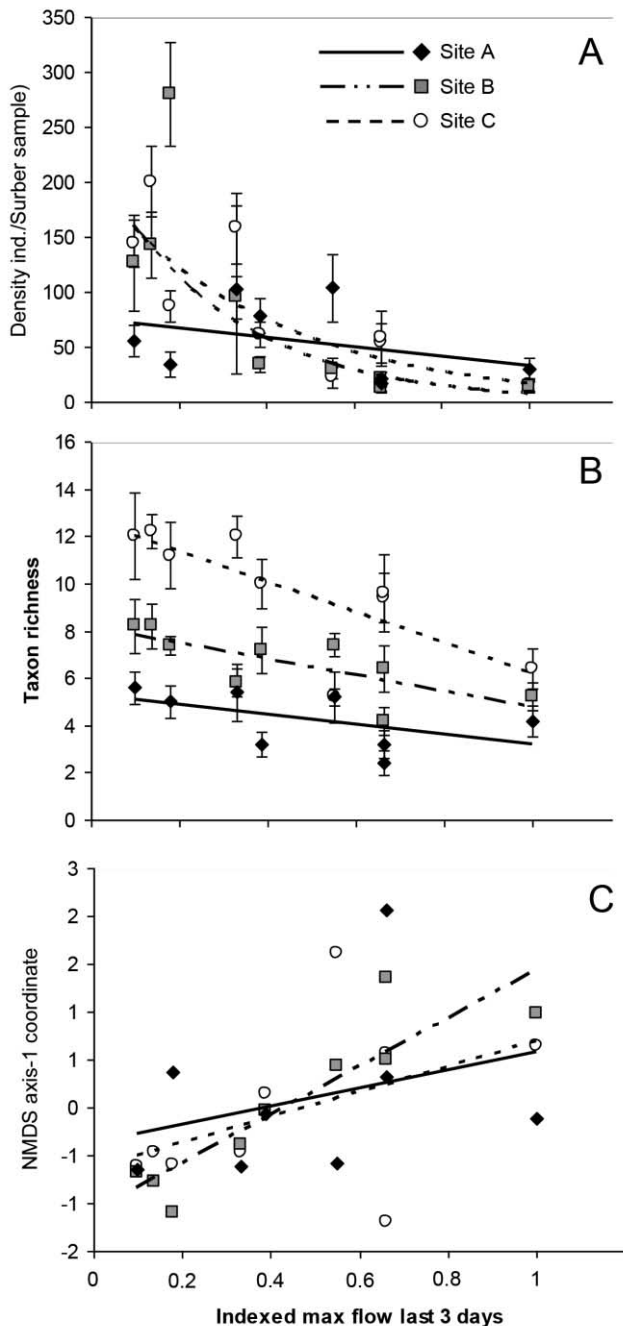 350
300
250
200
150
100
50
0
Density ind./Surber sample)
A
Site A
Site B
Site C
16
14
12
10
8
6
4
2
0
Taxon richness
B
3
2
2
1
1
0
-1
-1
-2
NMDS axis-1 coordinate
C
0 0.2 0.4 0.6 0.8 1
Indexed max flow last 3 days